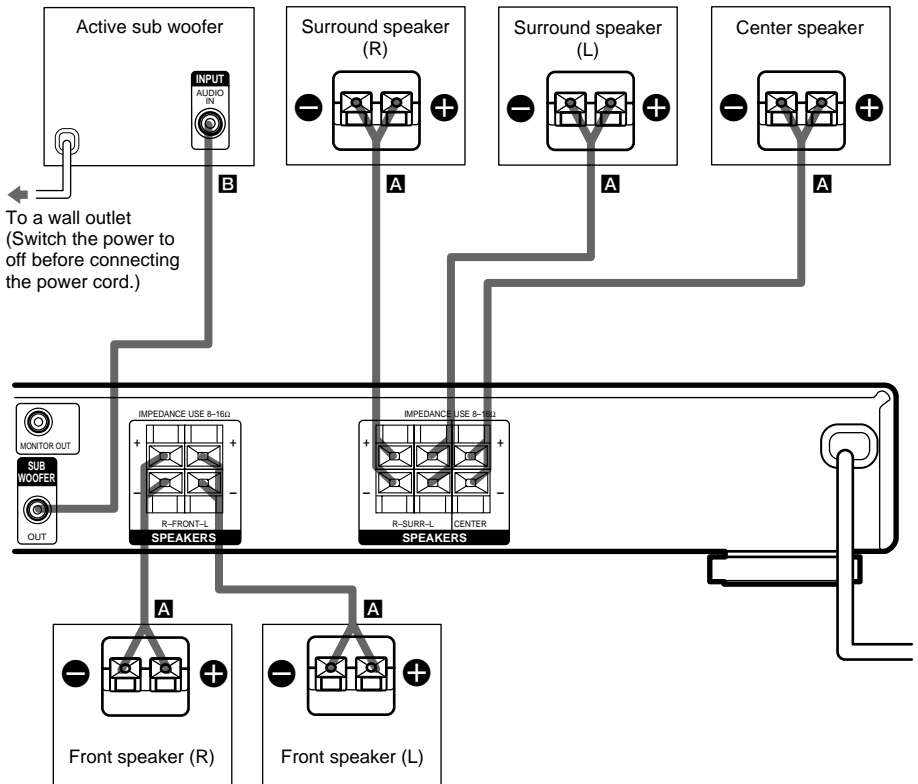 Active sub woofer
INPUT
AUDIO
IN
Surround speaker
(R)
Surround speaker
(L)
Center speaker
– +
– +
– +
B
A
A
A
To a wall outlet
(Switch the power to
off before connecting
the power cord.)
MONITOR OUT
SUB
WOOFER
OUT
IMPEDANCE USE 8–16Ω
+ +
– –
R–FRONT–L
SPEAKERS
IMPEDANCE USE 8–16Ω
+ +
– –
R–SURR–L CENTER
SPEAKERS
A
A
– +
– +
Front speaker (R)
Front speaker (L)